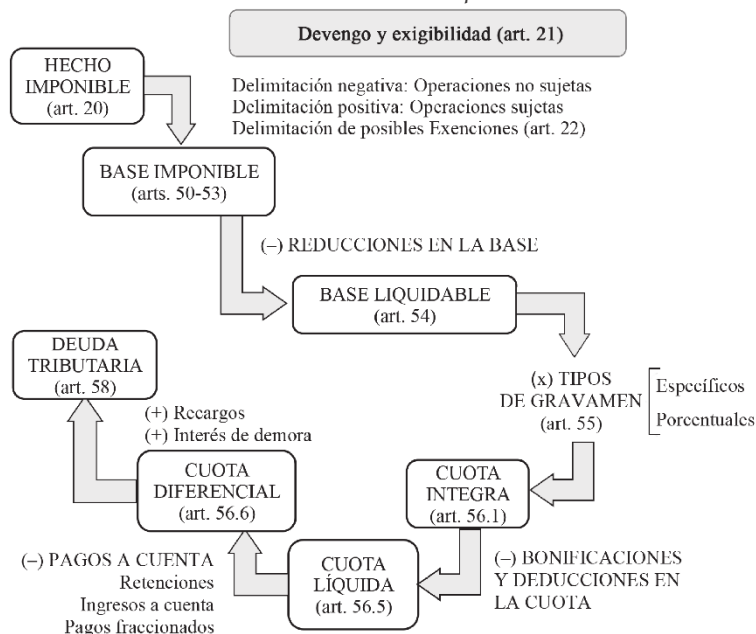 Devengo y exigibilidad (art. 21)
HECHO
IMPONIBLE
(art. 20)
Delimitación negativa: Operaciones no sujetas
Delimitación positiva: Operaciones sujetas
Delimitación de posibles Exenciones (art. 22)
BASE IMPONIBLE
(arts. 50-53)
(–) REDUCCIONES EN LA BASE
BASE LIQUIDABLE
(art. 54)
DEUDA
TRIBUTARIA
(art. 58)
(x) TIPOS
DE GRAVAMEN
(art. 55)
Específicos
Porcentuales
(+) Recargos
(+) Interés de demora
CUOTA
DIFERENCIAL
(art. 56.6)
CUOTA
INTEGRA
(art. 56.1)
(–) PAGOS A CUENTA
Retenciones
Ingresos a cuenta
Pagos fraccionados
CUOTA
LÍQUIDA
(art. 56.5)
(–) BONIFICACIONES
Y DEDUCCIONES EN
LA CUOTA